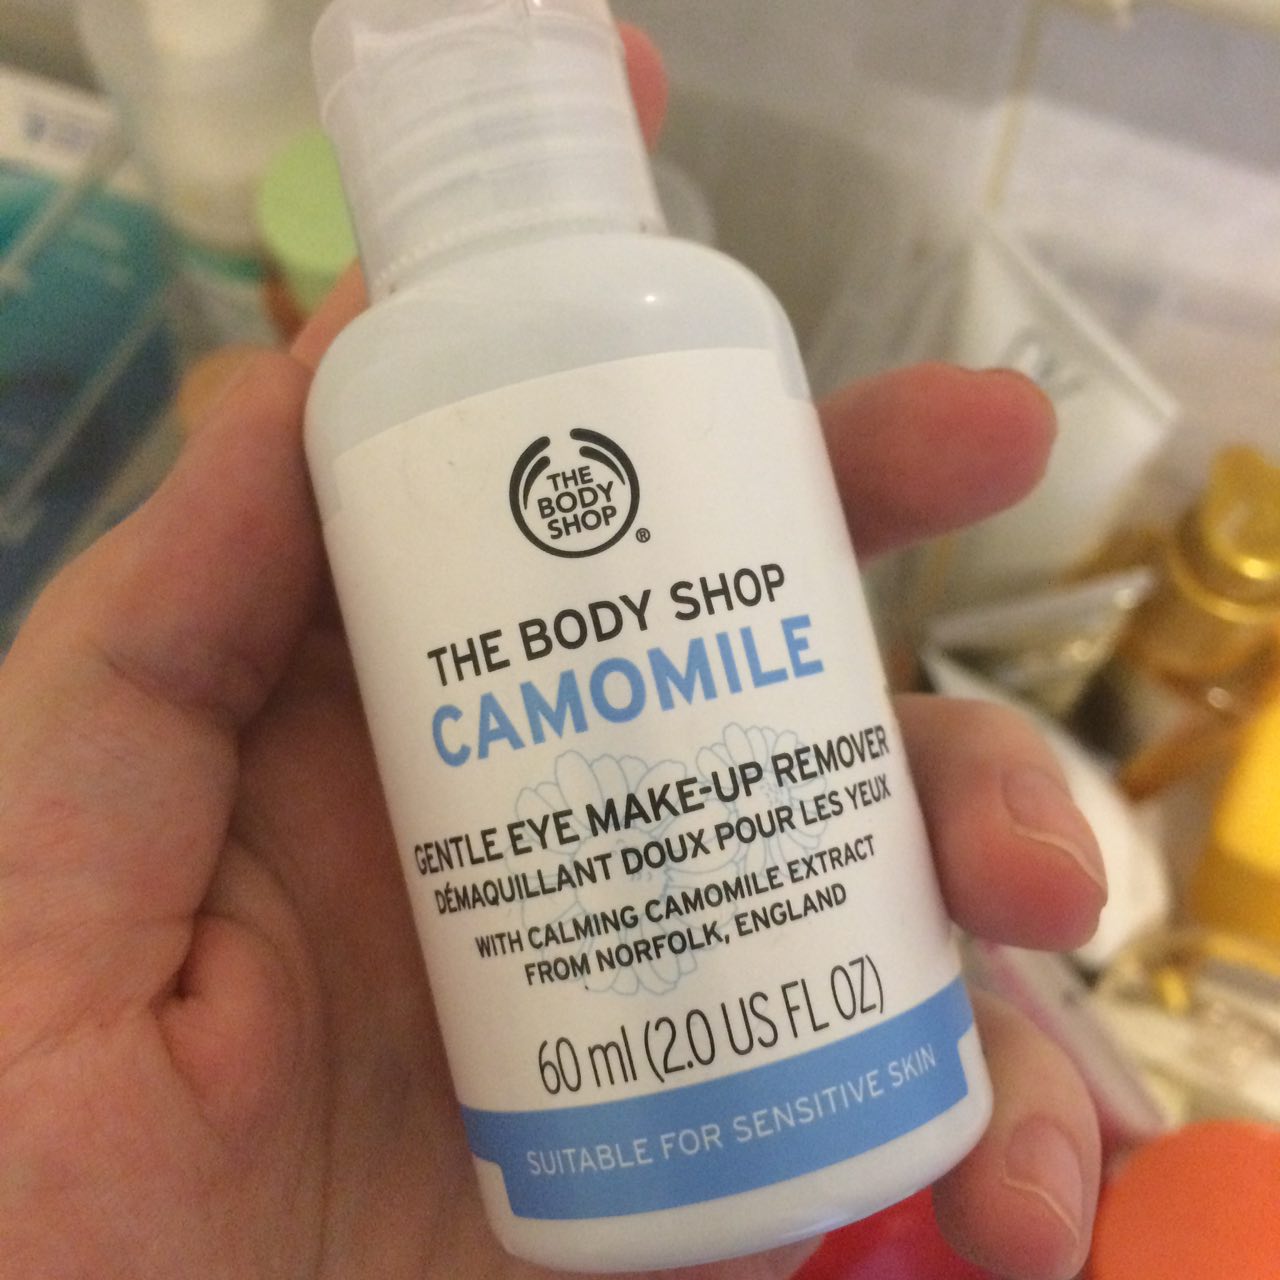 THE
BODY
SHOP
®
THE BODY SHOP
CAMOMILE
GENTLE EYE MAKE-UP REMOVER
DÉMAQUILLANT DOUX POUR LES YEUX
WITH CALMING CAMOMILE EXTRACT
FROM NORFOLK, ENGLAND
60 ml (2.0 US FL OZ)
SUITABLE FOR SENSITIVE SKIN